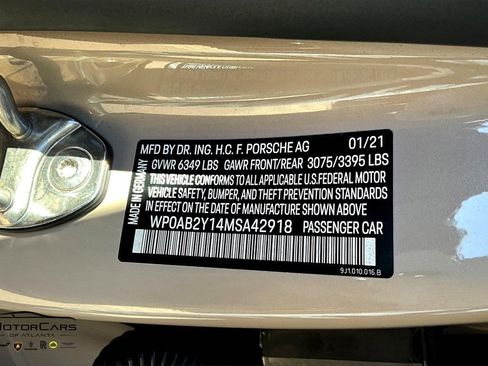 MFD BY DR. ING. H.C. F. PORSCHE AG 01/21
GVWR 6349 LBS GAWR FRONT/REAR 3075/3395 LBS
THIS VEHICLE CONFORMS TO ALL APPLICABLE U.S.FEDERAL MOTOR
VEHICLE SAFETY, BUMPER, AND THEFT PREVENTION STANDARDS
IN EFFECT ON THE DATE OF MANUFACTURE SHOWN ABOVE
WP0AB2Y14MSA42918 PASSENGER CAR
MADE IN GERMANY
9J1.010.016.B
MOTORCARS
OF ATLANTA